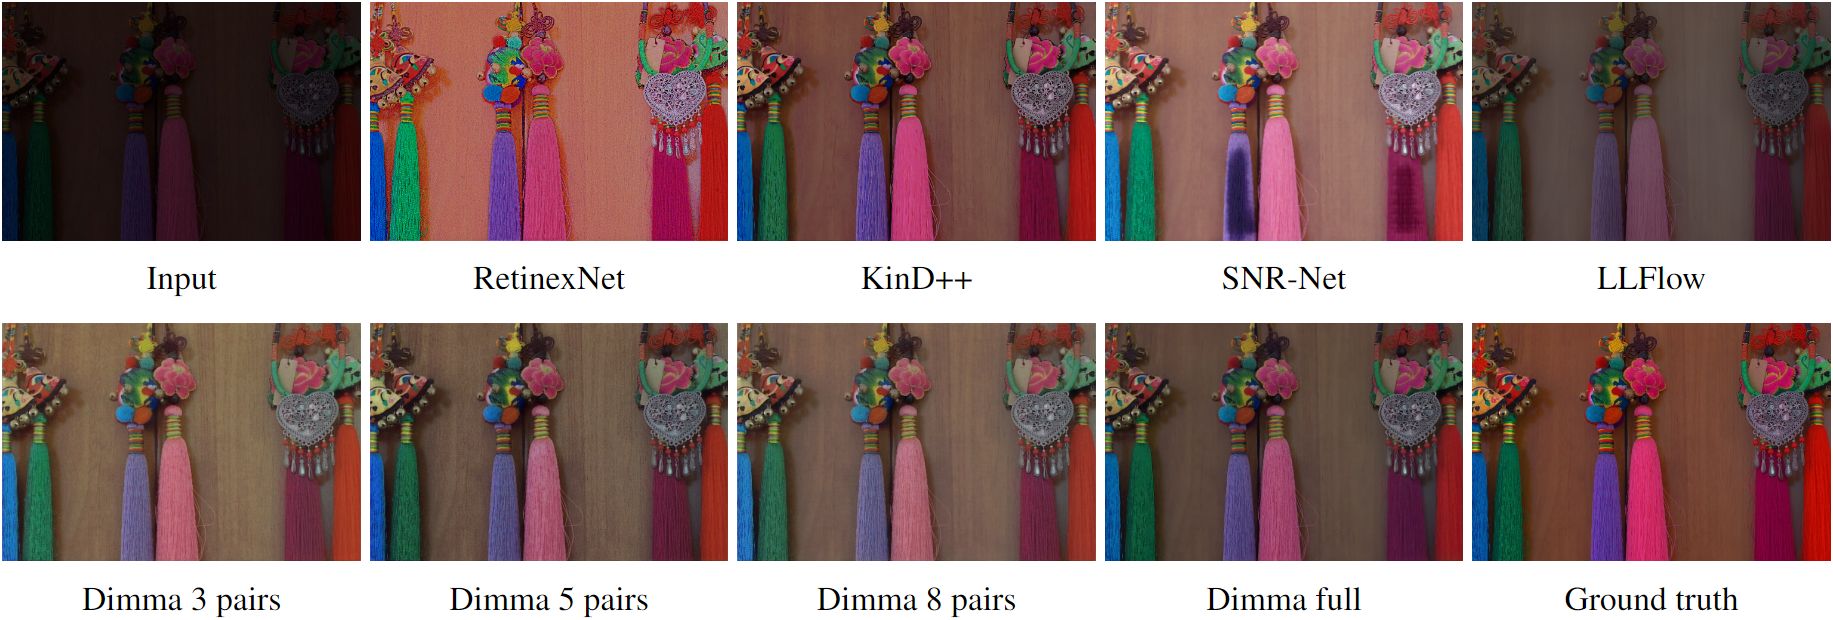 Input RetinexNet KinD++ SNR-Net LLFlow
Dimma 3 pairs Dimma 5 pairs Dimma 8 pairs Dimma full Ground truth